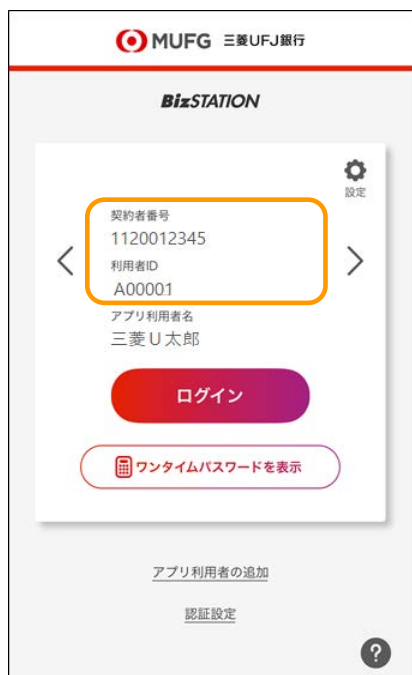 MUFG 三菱UFJ銀行
BizSTATION
設定
契約者番号
1120012345
利用者ID
A00001
アプリ利用者名
三菱U太郎
ログイン
ワンタイムパスワードを表示
アプリ利用者の追加
認証設定
?